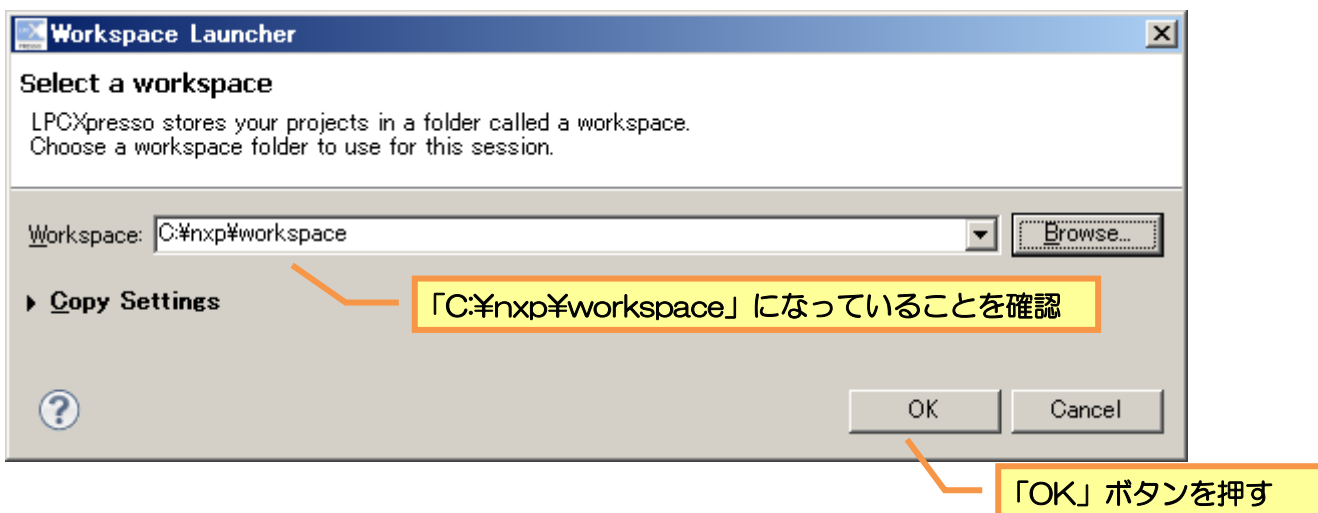 Workspace Launcher
Select a workspace
LPCXpresso stores your projects in a folder called a workspace.
Choose a workspace folder to use for this session.
Workspace: C:¥nxp¥workspace Browse...
Copy Settings
「C:¥nxp¥workspace」になっていることを確認
? OK Cancel
「OK」ボタンを押す